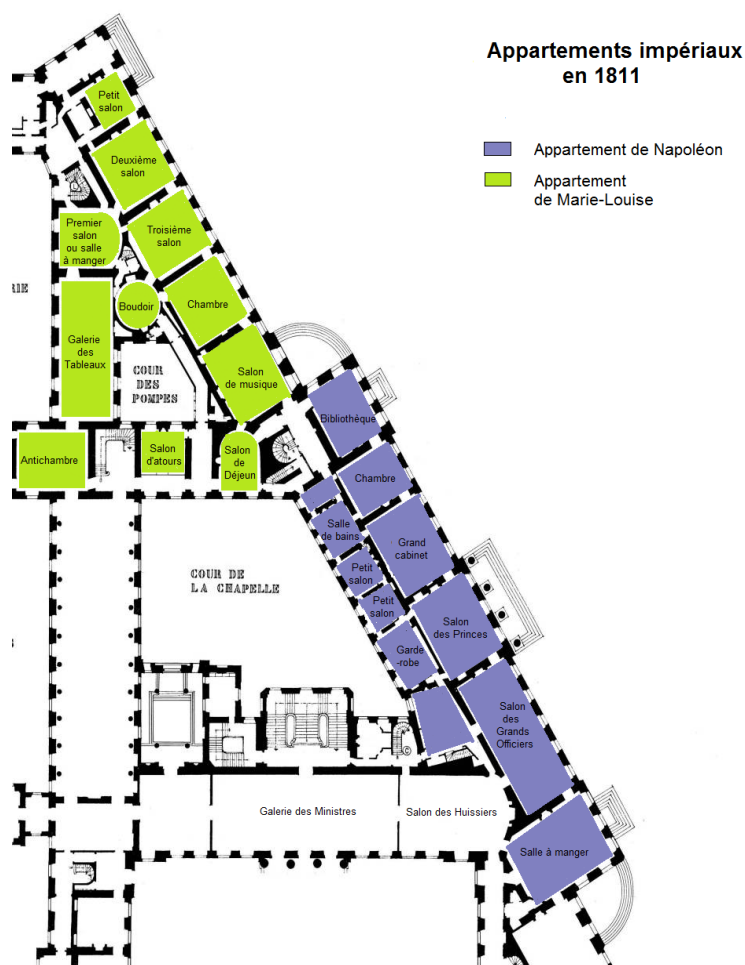 Appartements impériaux
en 1811
Appartement de Napoléon
Appartement
de Marie-Louise
Petit
salon
Deuxième
salon
Premier
salon
ou salle
à manger
Troisième
salon
RIE
Boudoir
Chambre
Galerie
des
Tableaux
COUR
DES
POMPES
Salon
de musique
Bibliothèque
Antichambre
Salon
d'atours
Salon
de
Déjeun
Chambre
Salle
de bains
Grand
cabinet
COUR DE
LA CHAPELLE
Petit
salon
Petit
salon
Salon
des Princes
Garde
-robe
Salon
des
Grands
Officiers
Galerie des Ministres
Salon des Huissiers
Salle à manger